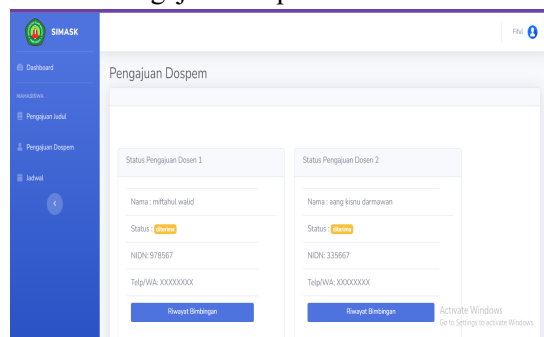 SIMASK
Fifsi
Dashboard
Pengajuan Dospem
MAHASISWA
Pengajuan Judul
Pengajuan Dospem
Jadwal
Status Pengajuan Dosen 1
Status Pengajuan Dosen 2
Nama : miftahul walid
Nama : aang kisnu darmawan
Status : diterima
Status : diterima
NIDN: 978567
NIDN: 335667
Telp/WA: XXXXXXXX
Telp/WA: XXXXXXXX
Riwayat Bimbingan
Riwayat Bimbingan
Activate Windows
Go to Settings to activate Windows.